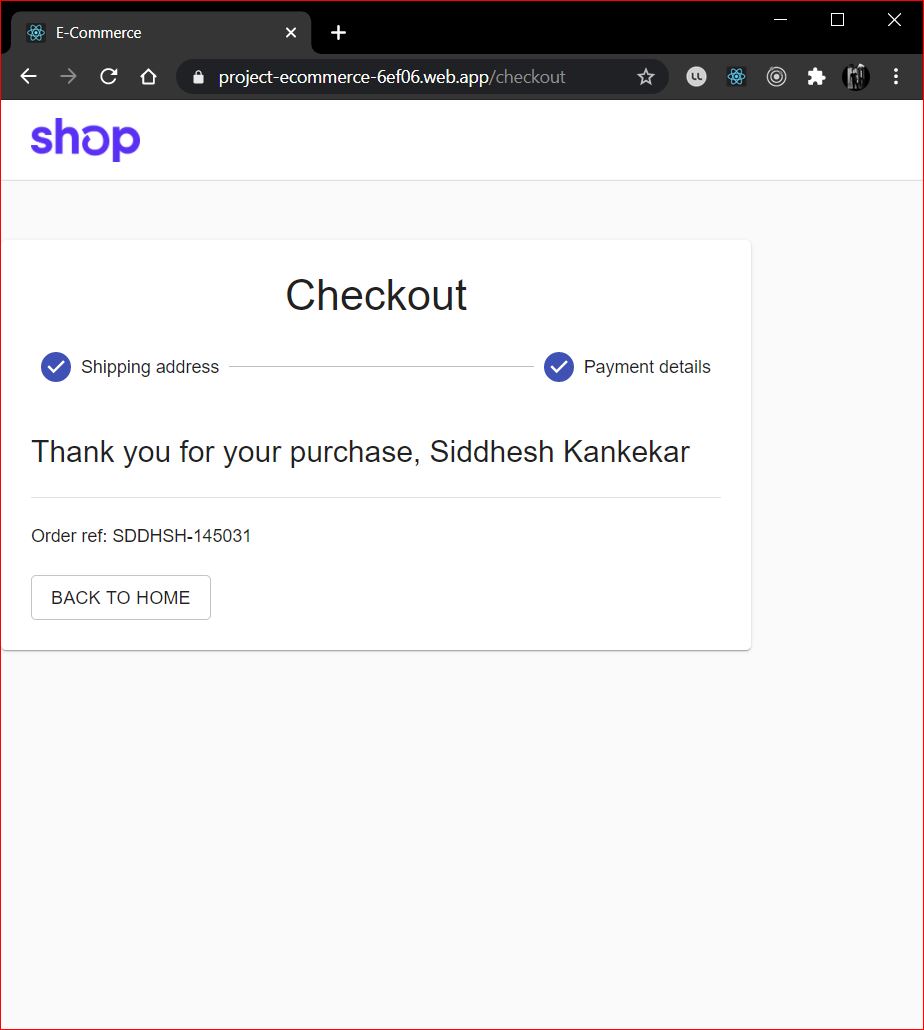 E-Commerce
project-ecommerce-6ef06.web.app/checkout
shop
Checkout
Shipping address
Payment details
Thank you for your purchase, Siddhesh Kankekar
Order ref: SDDHSH-145031
BACK TO HOME